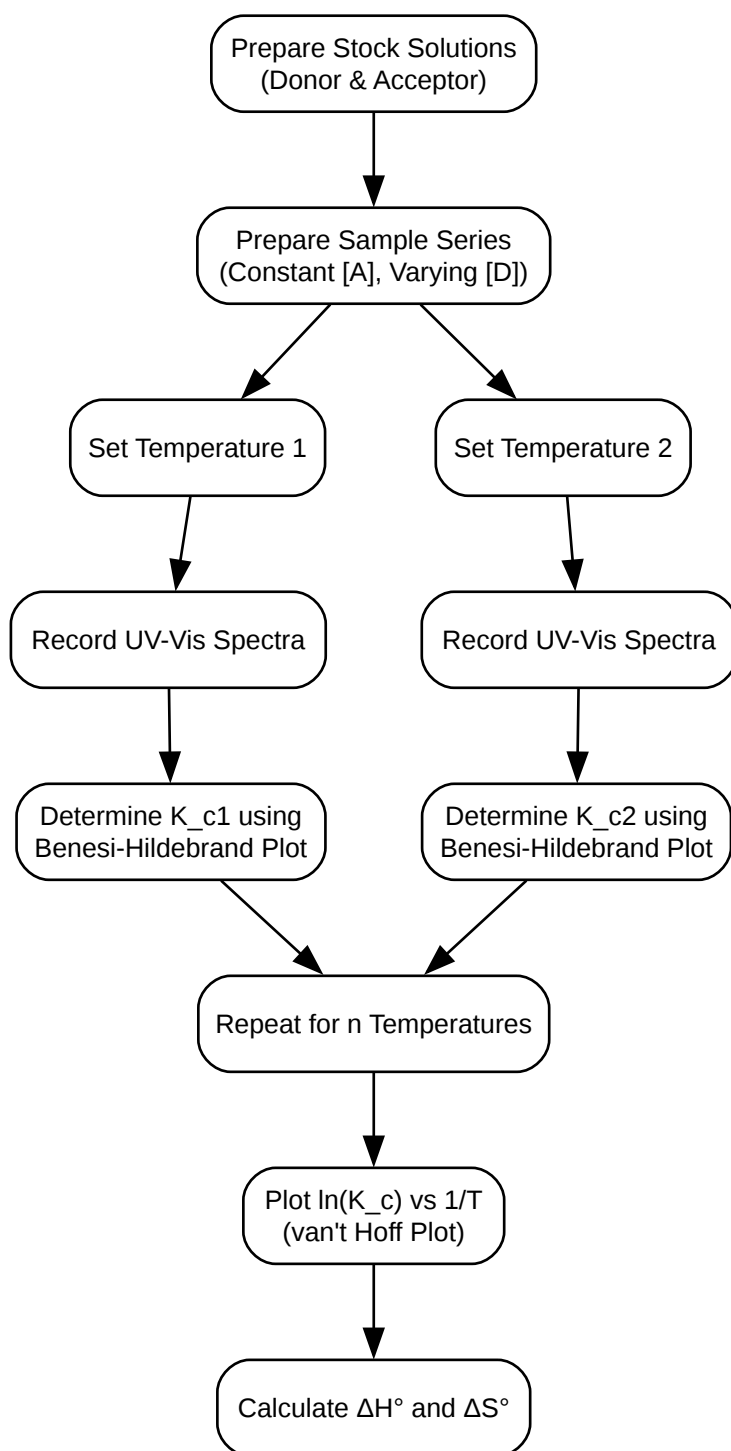 Prepare Stock Solutions
(Donor & Acceptor)
Prepare Sample Series
(Constant [A], Varying [D])
Set Temperature 1
Set Temperature 2
Record UV-Vis Spectra
Record UV-Vis Spectra
Determine K_c1 using
Benesi-Hildebrand Plot
Determine K_c2 using
Benesi-Hildebrand Plot
Repeat for n Temperatures
Plot ln(K_c) vs 1/T
(van't Hoff Plot)
Calculate ΔH° and ΔS°